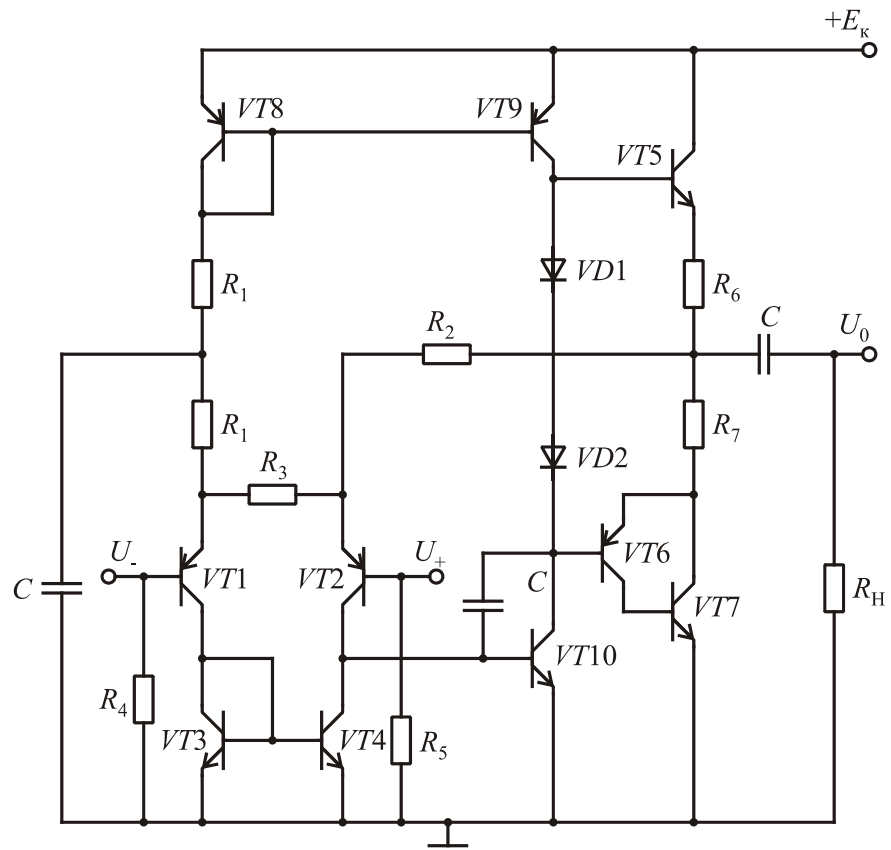 +Eк
VT8
VT9
VT5
R1
VD1
R6
R2
C
U0
R1
R7
R3
VD2
U-
U+
C
VT1
VT2
C
VT6
VT7
RН
VT10
R4
VT3
VT4
R5